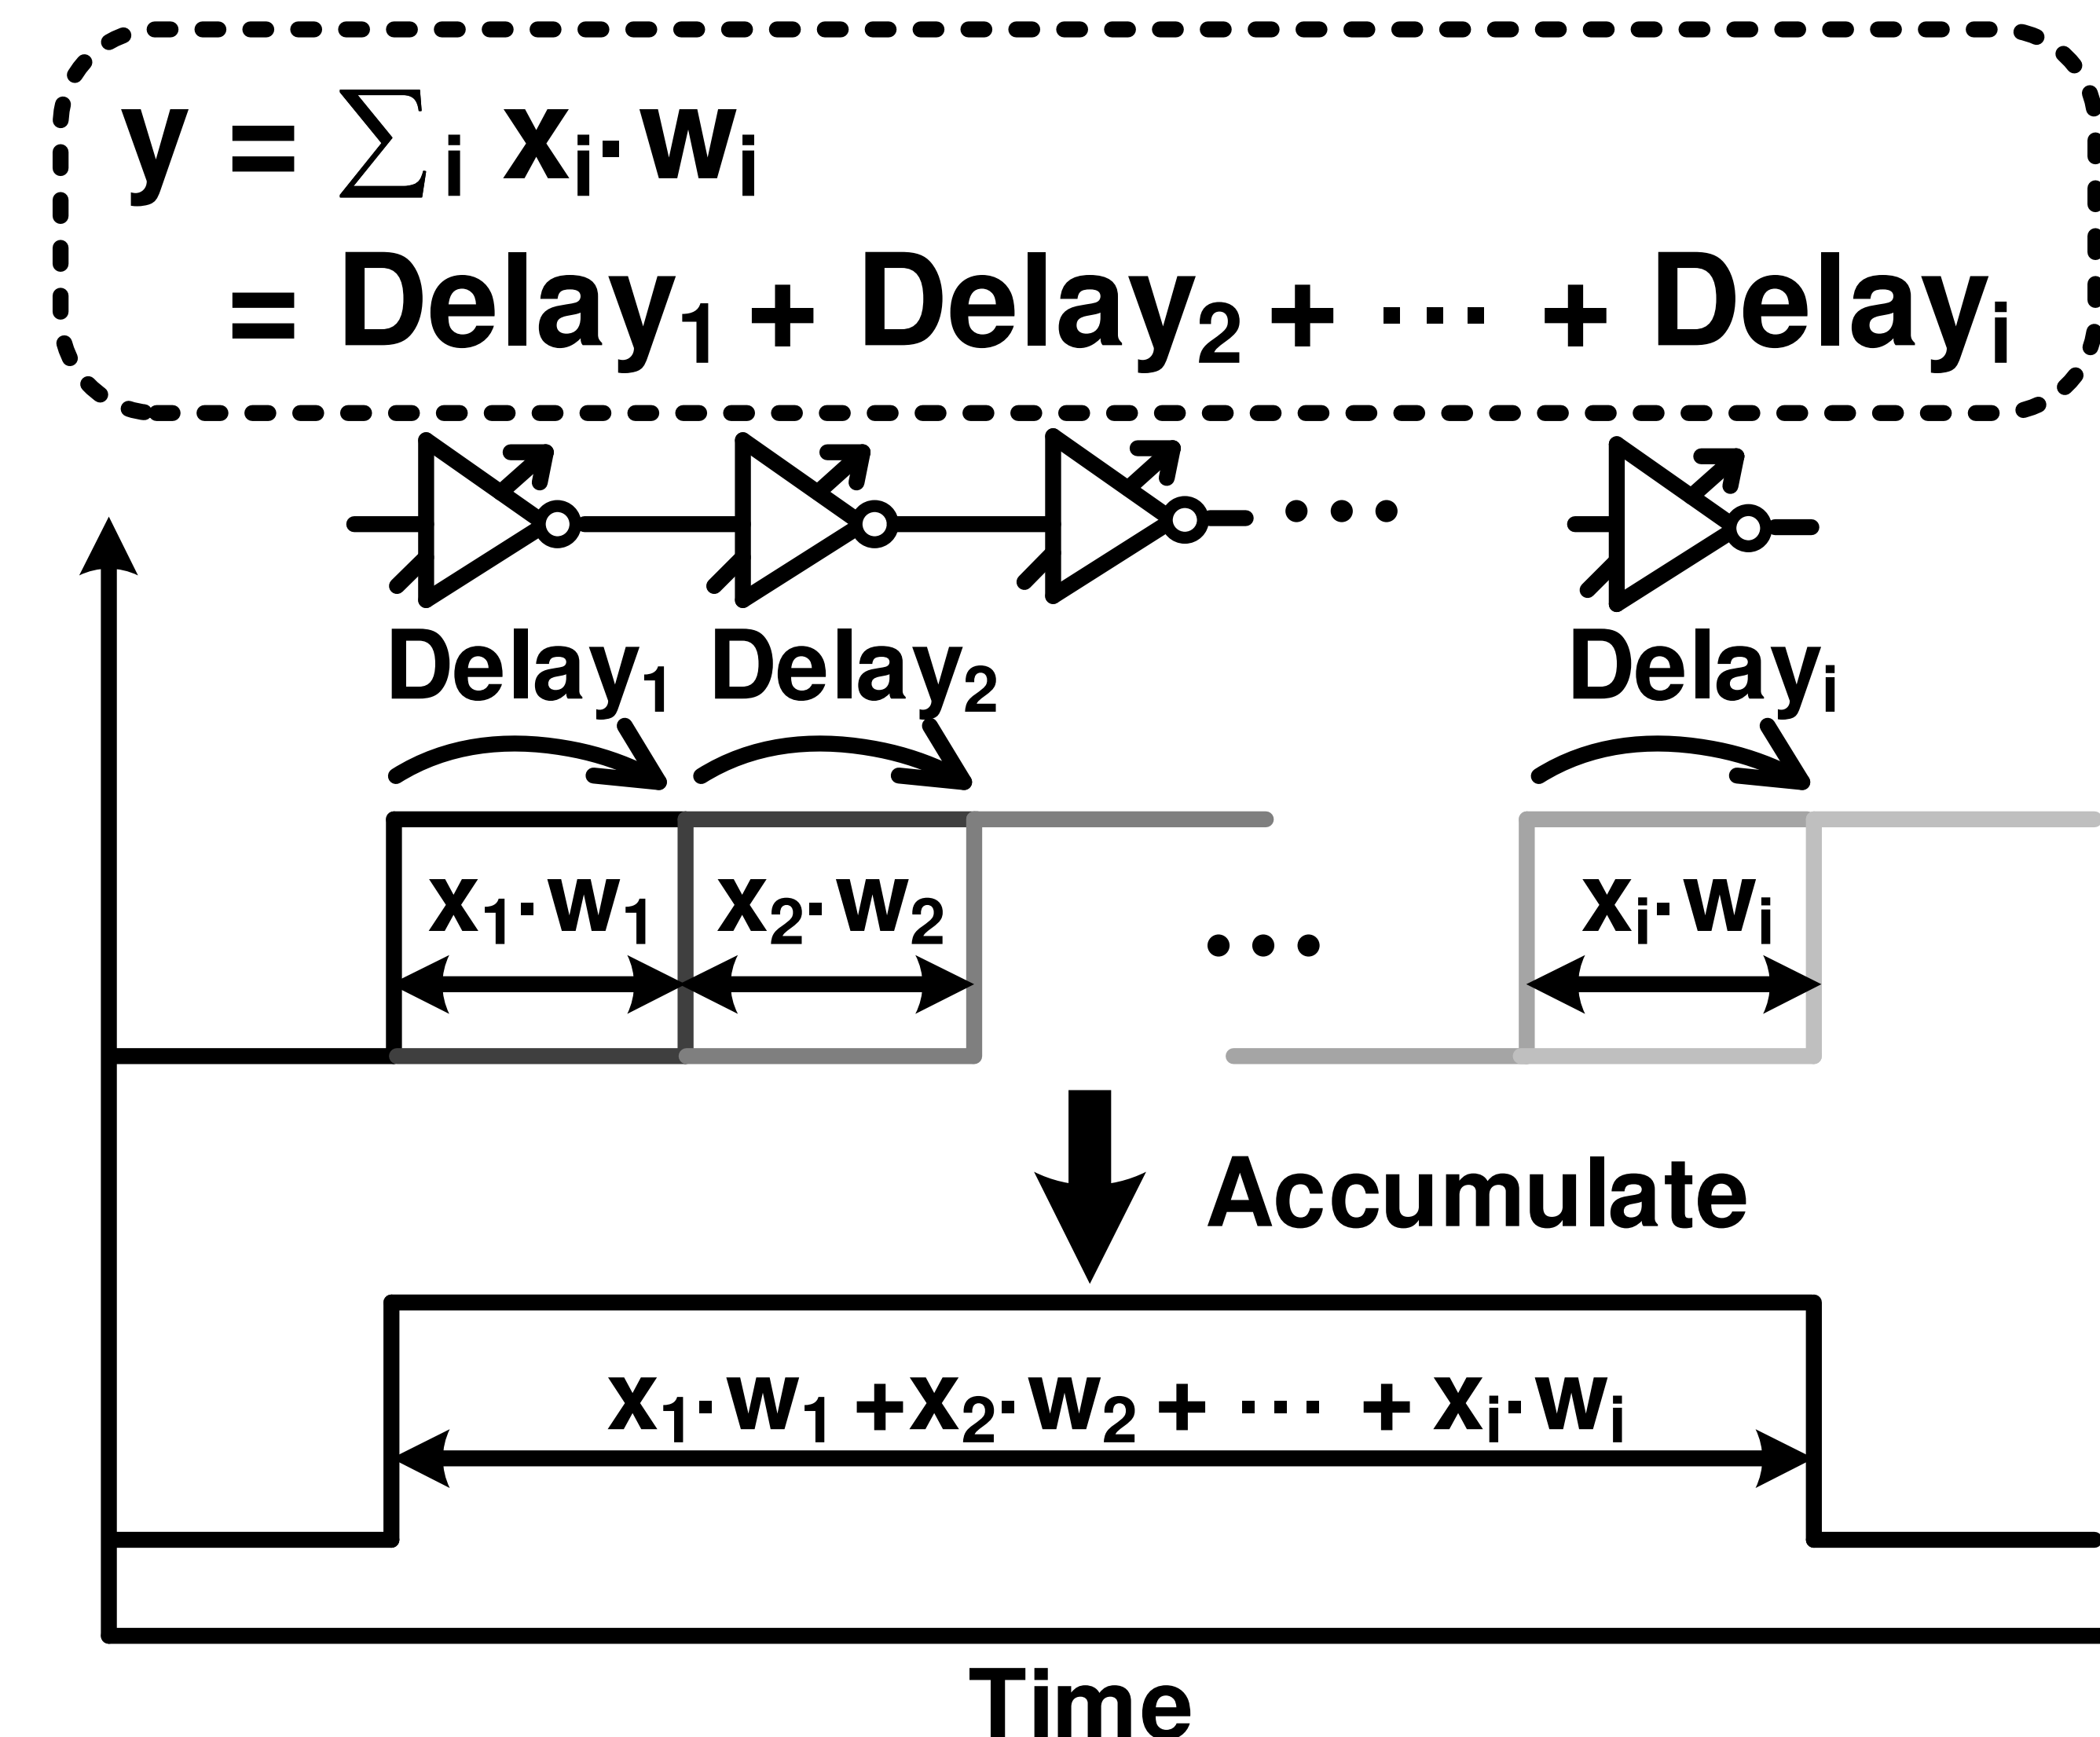 y = ∑i xi·wi
= Delay1 + Delay2 + ··· + Delayi
Delay1 Delay2 Delayi
x1·w1 x2·w2 ··· xi·wi
Accumulate
x1·w1 +x2·w2 + ··· + xi·wi
Time